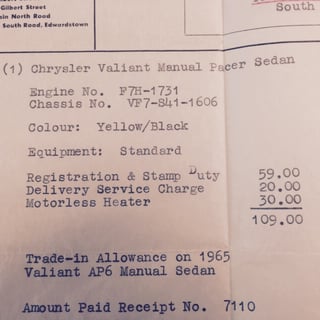 Gilbert Street
ain North Road
South Road, Edwardstown
South
(1) Chrysler Valiant Manual Pacer Sedan
Engine No. F7H-1731
Chassis No. VF7-S41-1606
Colour: Yellow/Black
Equipment: Standard
Registration & Stamp Duty 59.00
Delivery Service Charge 20.00
Motorless Heater 30.00
109.00
Trade-in Allowance on 1965
Valiant AP6 Manual Sedan
Amount Paid Receipt No. 7110